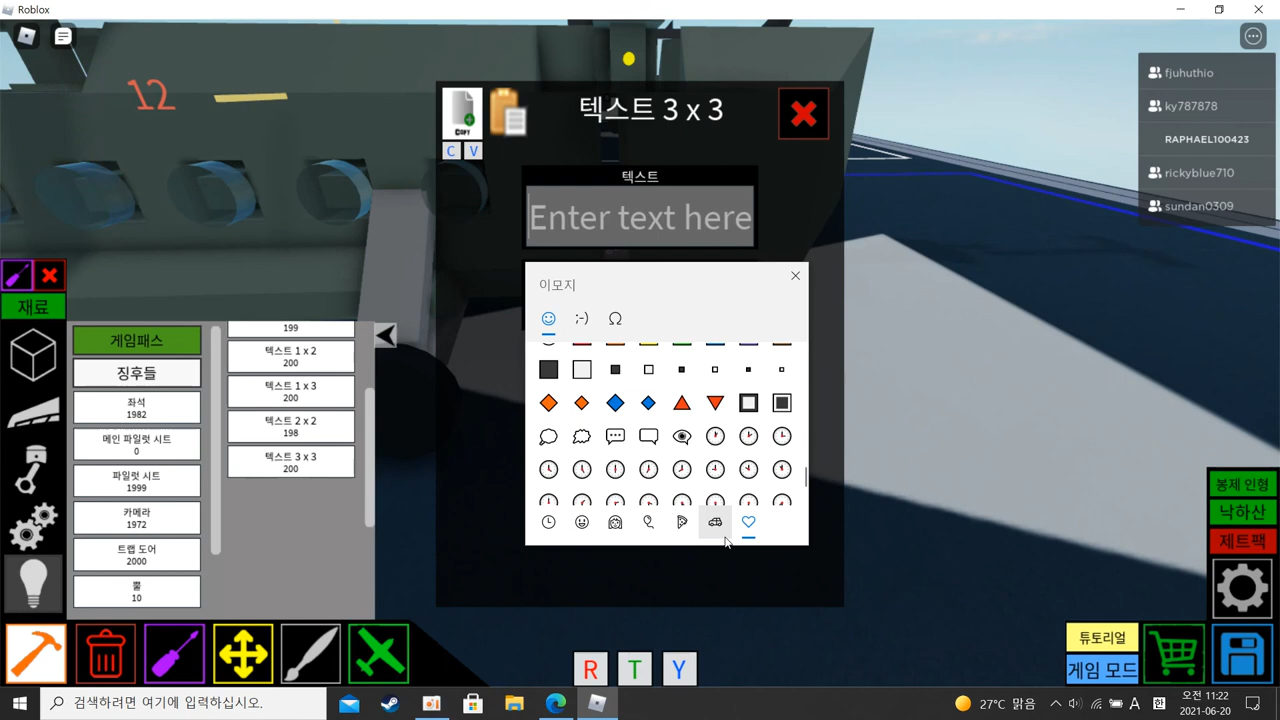 Roblox
12
COPY
C V
텍스트 3 x 3
텍스트
Enter text here
이모지
;-)
Ω
fjuhuthio
ky787878
RAPHAEL100423
rickyblue710
sundan0309
재료
게임패스
징후들
좌석
1982
메인 파일럿 시트
0
파일럿 시트
1999
카메라
1972
트랩 도어
2000
뿔
10
199
텍스트 1 x 2
200
텍스트 1 x 3
200
텍스트 2 x 2
198
텍스트 3 x 3
200
봉제 인형
낙하산
제트팩
튜토리얼
게임 모드
R T Y
검색하려면 여기에 입력하십시오.
27°C 맑음
A
한
오전 11:22
2021-06-20